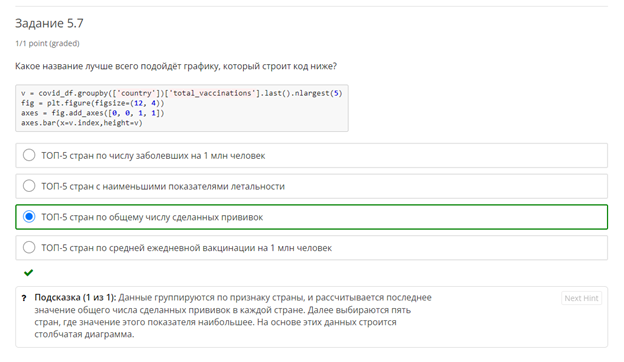 Задание 5.7
1/1 point (graded)
Какое название лучше всего подойдёт графику, который строит код ниже?
v = covid_df.groupby(['country'])['total_vaccinations'].last().nlargest(5)
fig = plt.figure(figsize=(12, 4))
axes = fig.add_axes([0, 0, 1, 1])
axes.bar(x=v.index,height=v)
ТОП-5 стран по числу заболевших на 1 млн человек
ТОП-5 стран с наименьшими показателями летальности
ТОП-5 стран по общему числу сделанных прививок
ТОП-5 стран по средней ежедневной вакцинации на 1 млн человек
? Подсказка (1 из 1): Данные группируются по признаку страны, и рассчитывается последнее
Next Hint
значение общего числа сделанных прививок в каждой стране. Далее выбираются пять
стран, где значение этого показателя наибольшее. На основе этих данных строится
столбчатая диаграмма.